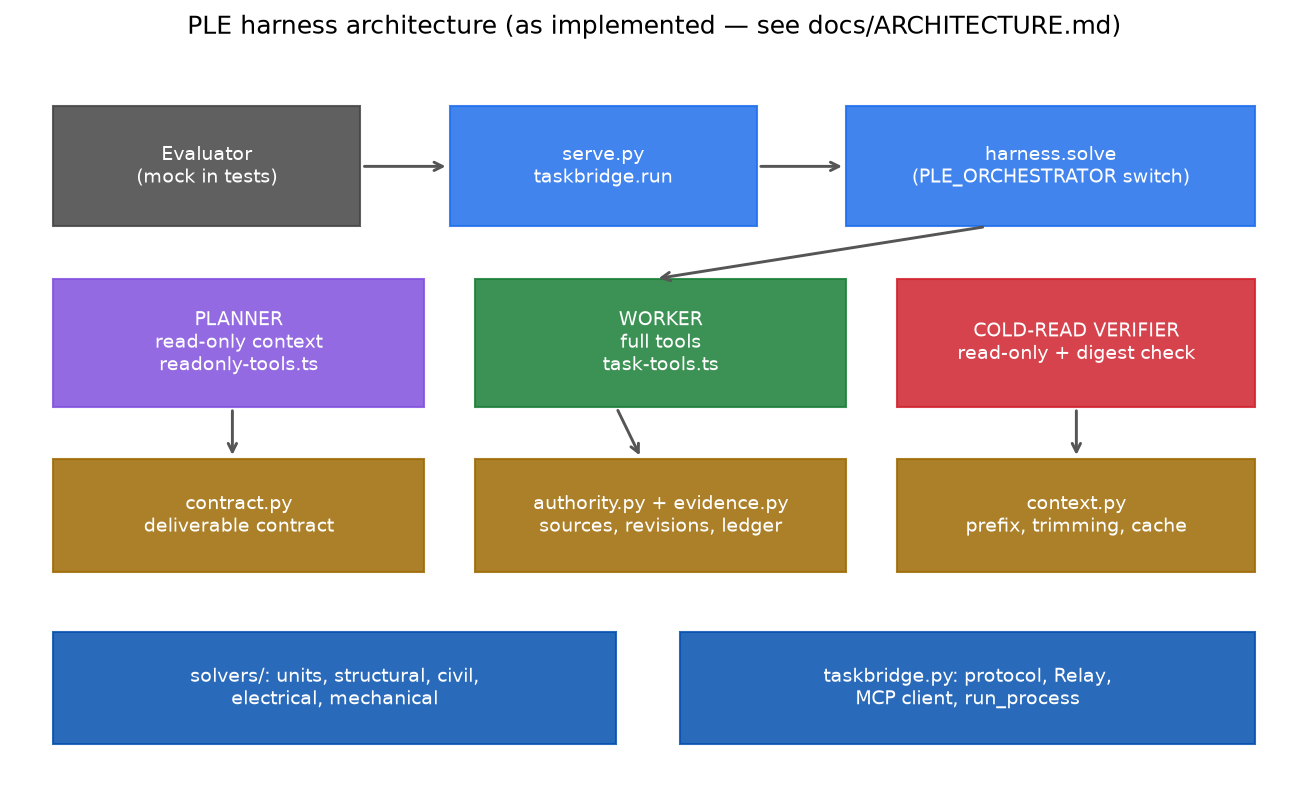 PLE harness architecture (as implemented — see docs/ARCHITECTURE.md)
Evaluator
(mock in tests)
serve.py
taskbridge.run
harness.solve
(PLE_ORCHESTRATOR switch)
PLANNER
read-only context
readonly-tools.ts
WORKER
full tools
task-tools.ts
COLD-READ VERIFIER
read-only + digest check
contract.py
deliverable contract
authority.py + evidence.py
sources, revisions, ledger
context.py
prefix, trimming, cache
solvers/: units, structural, civil,
electrical, mechanical
taskbridge.py: protocol, Relay,
MCP client, run_process